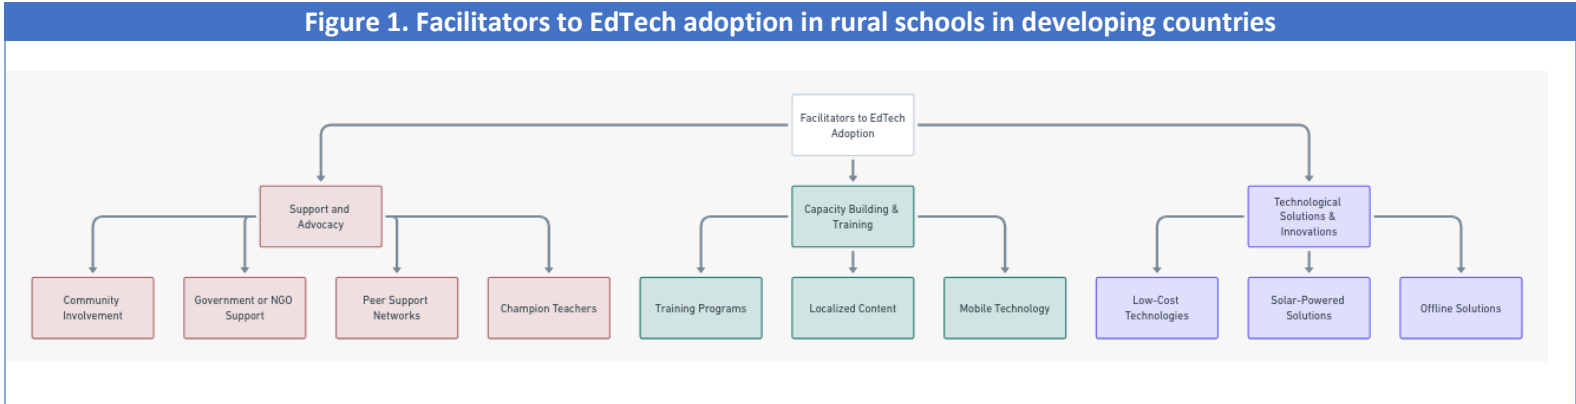 Figure 1. Facilitators to EdTech adoption in rural schools in developing countries
Facilitators to EdTech
Adoption
Support and
Advocacy
Capacity Building &
Training
Technological
Solutions &
Innovations
Community
Involvement
Government or NGO
Support
Peer Support
Networks
Champion Teachers
Training Programs
Localized Content
Mobile Technology
Low-Cost
Technologies
Solar-Powered
Solutions
Offline Solutions